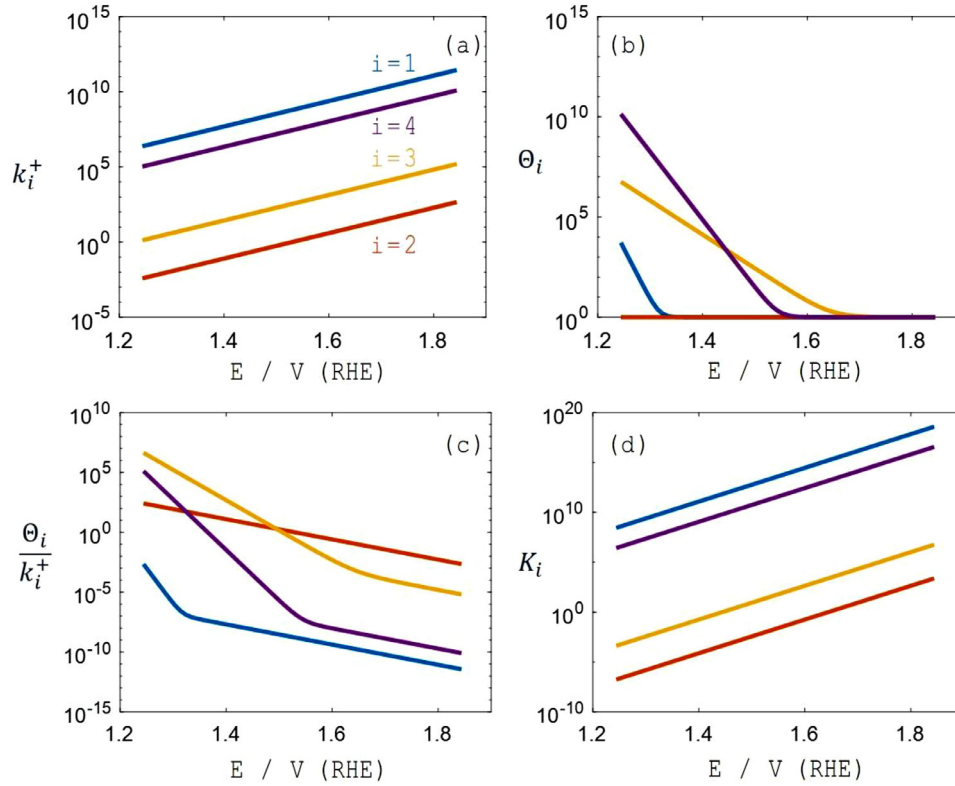 (a)
10^15
10^10
10^5
10^0
10^-5
k_i^+
i=1
i=4
i=3
i=2
1.2 1.4 1.6 1.8
E / V (RHE)
(b)
10^15
10^10
10^5
10^0
Θ_i
1.2 1.4 1.6 1.8
E / V (RHE)
(c)
10^10
10^5
10^0
10^-5
10^-10
10^-15
Θ_i
k_i^+
1.2 1.4 1.6 1.8
E / V (RHE)
(d)
10^20
10^10
10^0
10^-10
K_i
1.2 1.4 1.6 1.8
E / V (RHE)